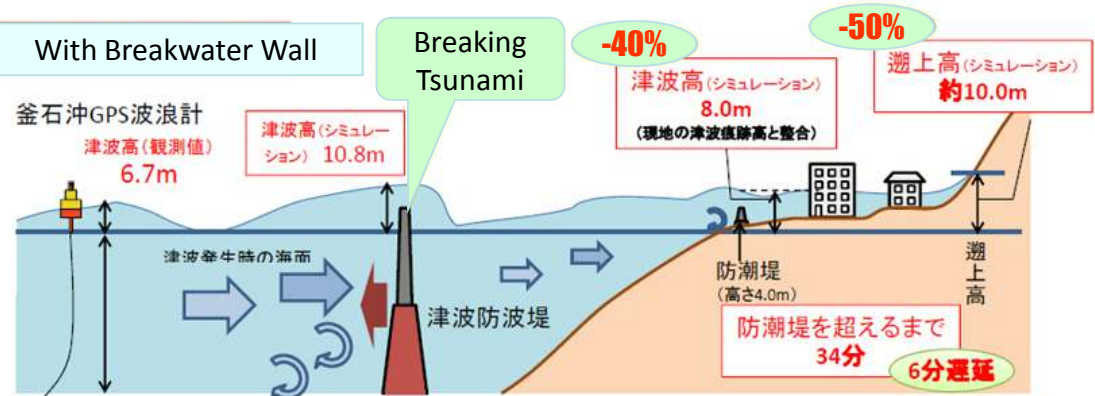 With Breakwater Wall
Breaking
Tsunami
-40%
-50%
釜石沖GPS波浪計
津波高(観測値)
6.7m
津波高(シミュレー
ション) 10.8m
津波高(シミュレーション)
8.0m
(現地の津波痕跡高と整合)
遡上高(シミュレーション)
約10.0m
津波発生時の海面
津波防波堤
防潮堤
(高さ4.0m)
遡上高
防潮堤を超えるまで
34分
6分遅延